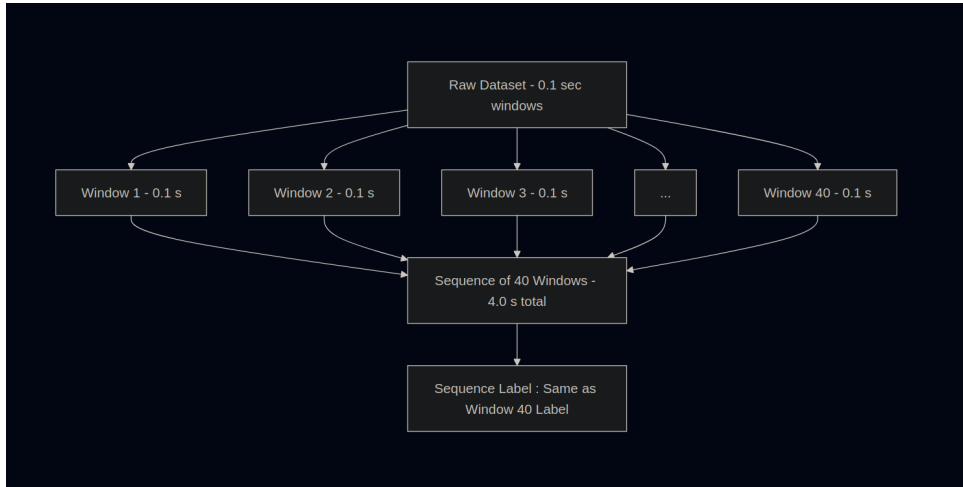 Raw Dataset - 0.1 sec
windows
Window 1 - 0.1 s
Window 2 - 0.1 s
Window 3 - 0.1 s
...
Window 40 - 0.1 s
Sequence of 40 Windows -
4.0 s total
Sequence Label : Same as
Window 40 Label